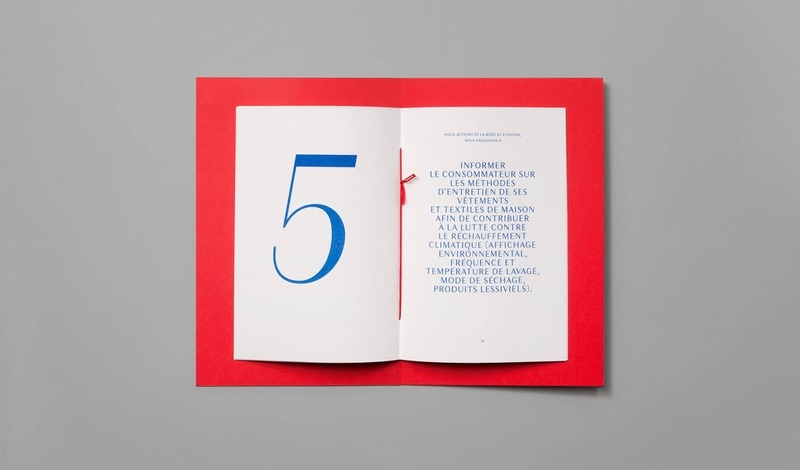 5
NOUS, ACTEURS DE LA MODE ET CITOYENS,
NOUS ENGAGEONS À
INFORMER
LE CONSOMMATEUR SUR
LES MÉTHODES
D'ENTRETIEN DE SES
VÊTEMENTS
ET TEXTILES DE MAISON
AFIN DE CONTRIBUER
À LA LUTTE CONTRE
LE RÉCHAUFFEMENT
CLIMATIQUE (AFFICHAGE
ENVIRONNEMENTAL,
FRÉQUENCE ET
TEMPÉRATURE DE LAVAGE,
MODE DE SÉCHAGE,
PRODUITS LESSIVIELS).